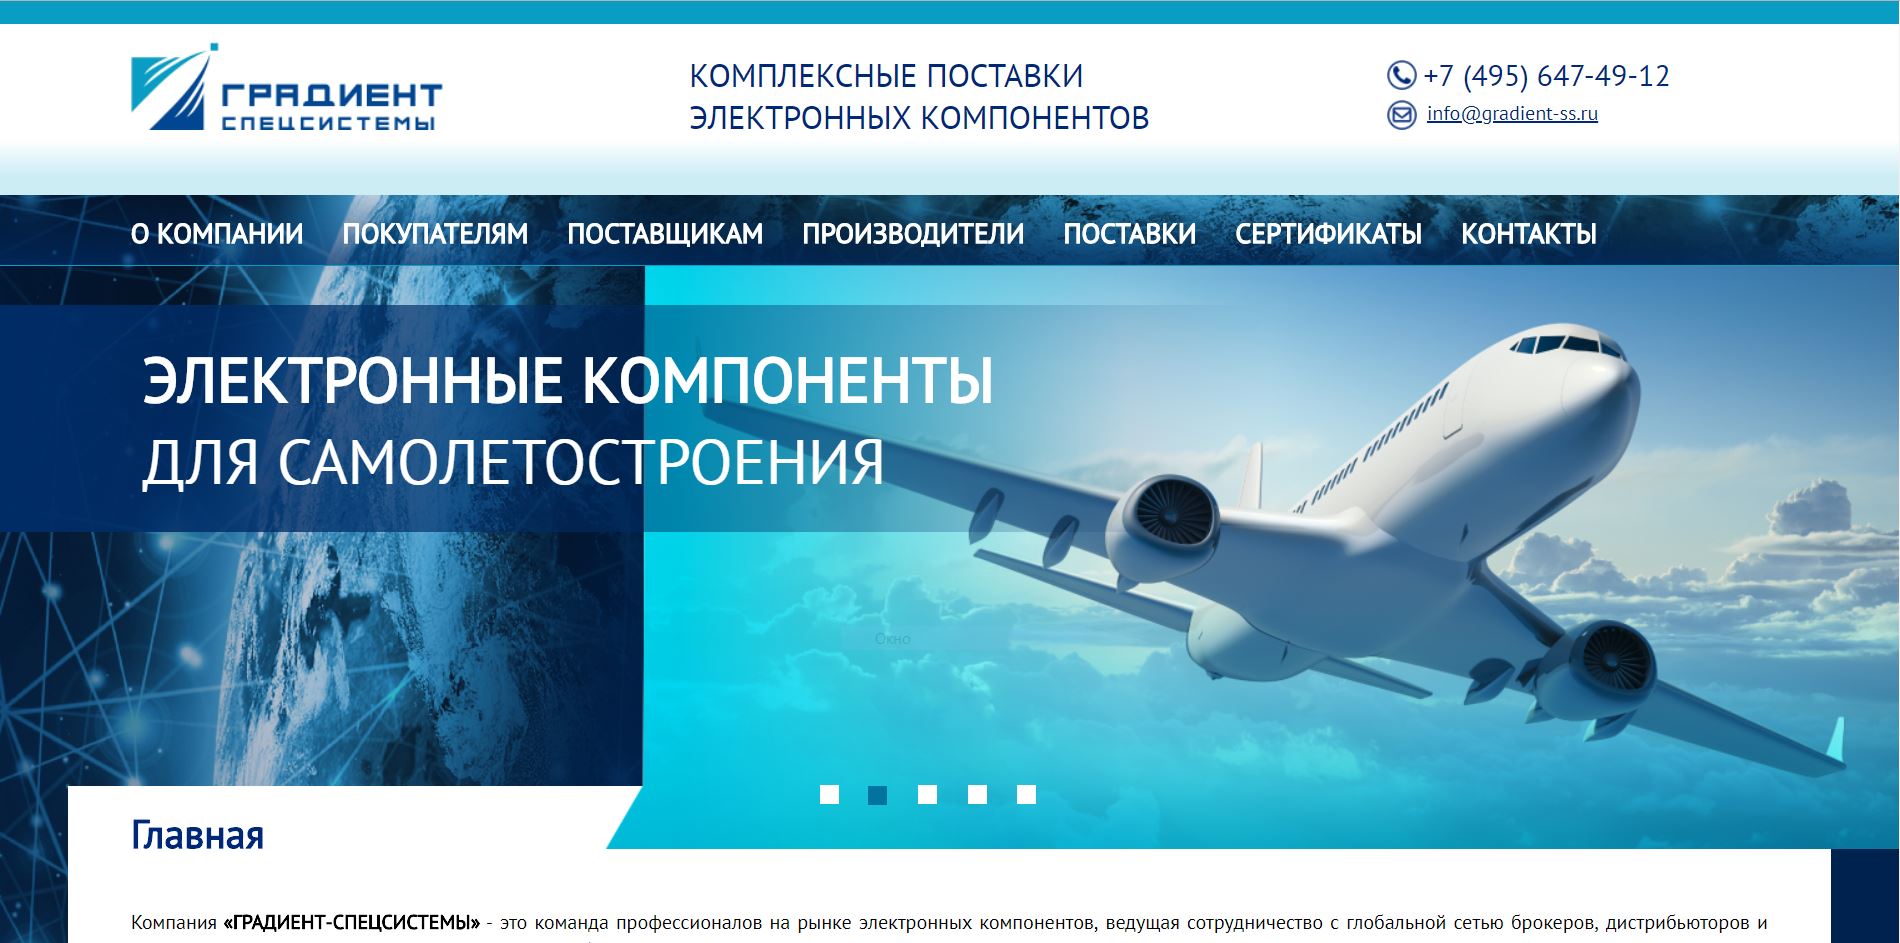 ГРАДИЕНТ
СПЕЦСИСТЕМЫ
КОМПЛЕКСНЫЕ ПОСТАВКИ
ЭЛЕКТРОННЫХ КОМПОНЕНТОВ
+7 (495) 647-49-12
info@gradient-ss.ru
О КОМПАНИИ ПОКУПАТЕЛЯМ ПОСТАВЩИКАМ ПРОИЗВОДИТЕЛИ ПОСТАВКИ СЕРТИФИКАТЫ КОНТАКТЫ
ЭЛЕКТРОННЫЕ КОМПОНЕНТЫ
ДЛЯ САМОЛЕТОСТРОЕНИЯ
Окно
Главная
Компания «ГРАДИЕНТ-СПЕЦСИСТЕМЫ» - это команда профессионалов на рынке электронных компонентов, ведущая сотрудничество с глобальной сетью брокеров, дистрибьюторов и